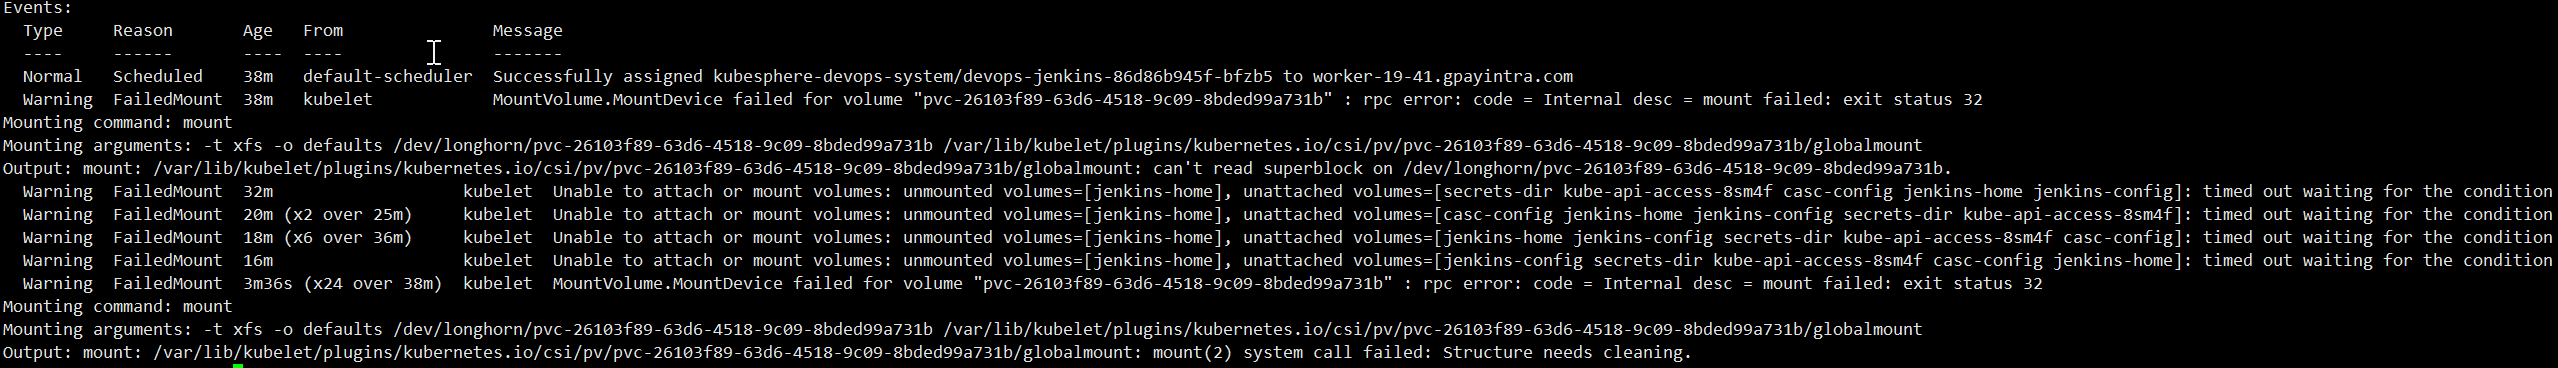 Events:
  Type     Reason       Age   From               Message
  ----     ------       ----  ----               -------
  Normal   Scheduled    38m   default-scheduler  Successfully assigned kubesphere-devops-system/devops-jenkins-86d86b945f-bfzb5 to worker-19-41.gpayintra.com
  Warning  FailedMount  38m   kubelet            MountVolume.MountDevice failed for volume "pvc-26103f89-63d6-4518-9c09-8bded99a731b" : rpc error: code = Internal desc = mount failed: exit status 32
Mounting command: mount
Mounting arguments: -t xfs -o defaults /dev/longhorn/pvc-26103f89-63d6-4518-9c09-8bded99a731b /var/lib/kubelet/plugins/kubernetes.io/csi/pv/pvc-26103f89-63d6-4518-9c09-8bded99a731b/globalmount
Output: mount: /var/lib/kubelet/plugins/kubernetes.io/csi/pv/pvc-26103f89-63d6-4518-9c09-8bded99a731b/globalmount: can't read superblock on /dev/longhorn/pvc-26103f89-63d6-4518-9c09-8bded99a731b.
  Warning  FailedMount  32m                   kubelet  Unable to attach or mount volumes: unmounted volumes=[jenkins-home], unattached volumes=[secrets-dir kube-api-access-8sm4f casc-config jenkins-home jenkins-config]: timed out waiting for the condition
  Warning  FailedMount  20m (x2 over 25m)     kubelet  Unable to attach or mount volumes: unmounted volumes=[jenkins-home], unattached volumes=[casc-config jenkins-home jenkins-config secrets-dir kube-api-access-8sm4f]: timed out waiting for the condition
  Warning  FailedMount  18m (x6 over 36m)     kubelet  Unable to attach or mount volumes: unmounted volumes=[jenkins-home], unattached volumes=[jenkins-home jenkins-config secrets-dir kube-api-access-8sm4f casc-config]: timed out waiting for the condition
  Warning  FailedMount  16m                   kubelet  Unable to attach or mount volumes: unmounted volumes=[jenkins-home], unattached volumes=[jenkins-config secrets-dir kube-api-access-8sm4f casc-config jenkins-home]: timed out waiting for the condition
  Warning  FailedMount  3m36s (x24 over 38m)  kubelet  MountVolume.MountDevice failed for volume "pvc-26103f89-63d6-4518-9c09-8bded99a731b" : rpc error: code = Internal desc = mount failed: exit status 32
Mounting command: mount
Mounting arguments: -t xfs -o defaults /dev/longhorn/pvc-26103f89-63d6-4518-9c09-8bded99a731b /var/lib/kubelet/plugins/kubernetes.io/csi/pv/pvc-26103f89-63d6-4518-9c09-8bded99a731b/globalmount
Output: mount: /var/lib/kubelet/plugins/kubernetes.io/csi/pv/pvc-26103f89-63d6-4518-9c09-8bded99a731b/globalmount: mount(2) system call failed: Structure needs cleaning.